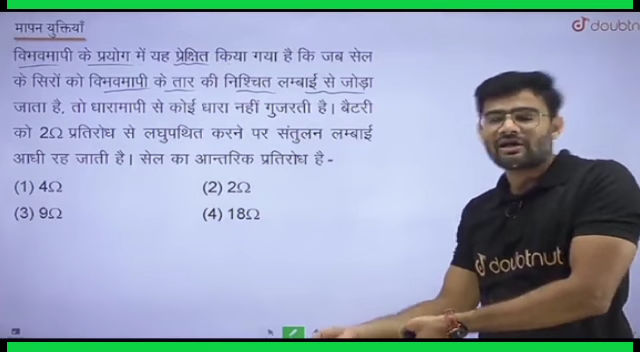 मापन युक्तियाँ
doubtnut
विभवमापी के प्रयोग में यह प्रेक्षित किया गया है कि जब सेल
के सिरों को विभवमापी के तार की निश्चित लम्बाई से जोड़ा
जाता है, तो धारामापी से कोई धारा नहीं गुजरती है। बैटरी
को 2Ω प्रतिरोध से लघुपथित करने पर संतुलन लम्बाई
आधी रह जाती है। सेल का आन्तरिक प्रतिरोध है -
(1) 4Ω (2) 2Ω
(3) 9Ω (4) 18Ω
doubtnut